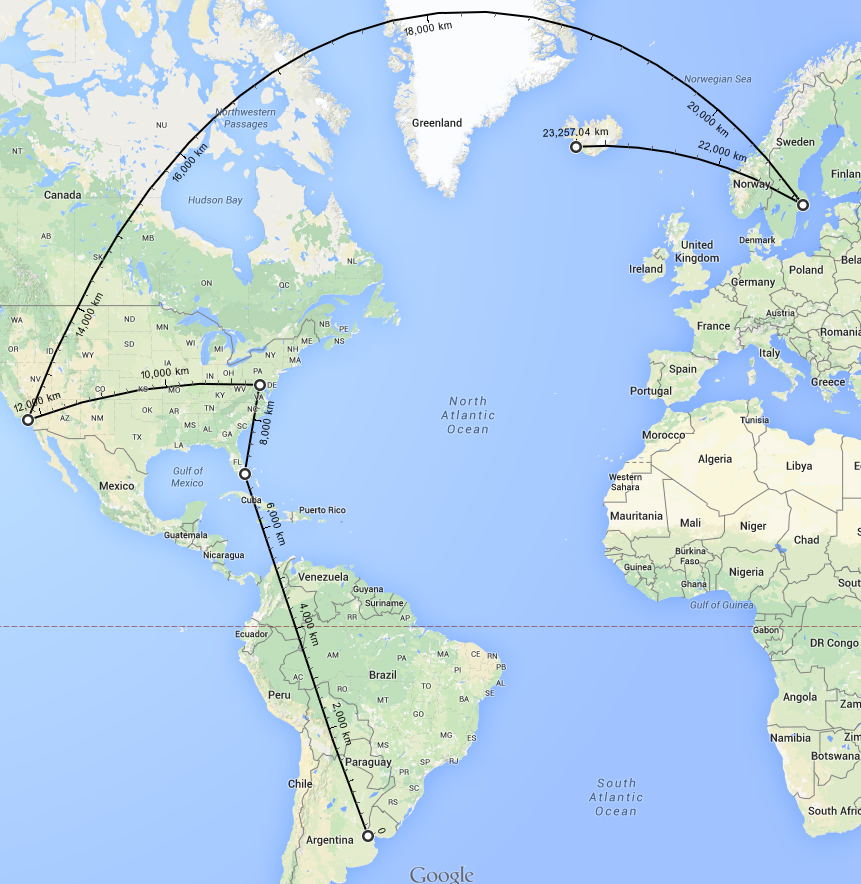 18,000 km
Norwegian Sea
20,000 km
Northwestern
Passages
NU
Greenland
23,257.04 km
22,000 km
Sweden
NT
16,000 km
Norway
Finlan
Canada
Hudson Bay
AB
SK
MB
NL
United
Kingdom
Denmark
Ireland
Poland
Bela
ON
QC
Germany
14,000 km
WA
ND
MN
NB
PE
NS
ME
France
Austria
Romania
OR
ID
WY
SD
WI
MI
NY
NH
MA
Italy
Spain
Greece
Portugal
NV
10,000 km
IA
IN
OH
PA
DE
12,000 km
CO
KS
MO
KY
WV
VA
North
Atlantic
Ocean
Tunisia
AZ
NM
OK
AR
TN
NC
8,000 km
Morocco
TX
LA
MS
AL
GA
SC
Algeria
Libya
Gulf of
Mexico
FL
Mexico
Western
Sahara
Cuba
Puerto Rico
6,000 km
Mauritania
Mali
Niger
Chad
Guatemala
Nicaragua
Burkina
Faso
Guinea
Ghana
Nigeria
Sout
Venezuela
Guyana
Suriname
Gulf of Guinea
4,000 km
RR
AP
Ecuador
Gabon
DR Congo
AM
PA
MA
CE
RN
PB
PI
AL
SE
AC
RO
Brazil
TO
BA
Peru
MT
GO
Angola
Zam
2,000 km
MG
ES
MS
Namibia
Zim
Botswana
Paraguay
SP
RJ
PR
SC
Chile
RS
South
Atlantic
Ocean
South Afric
0
Argentina
Google